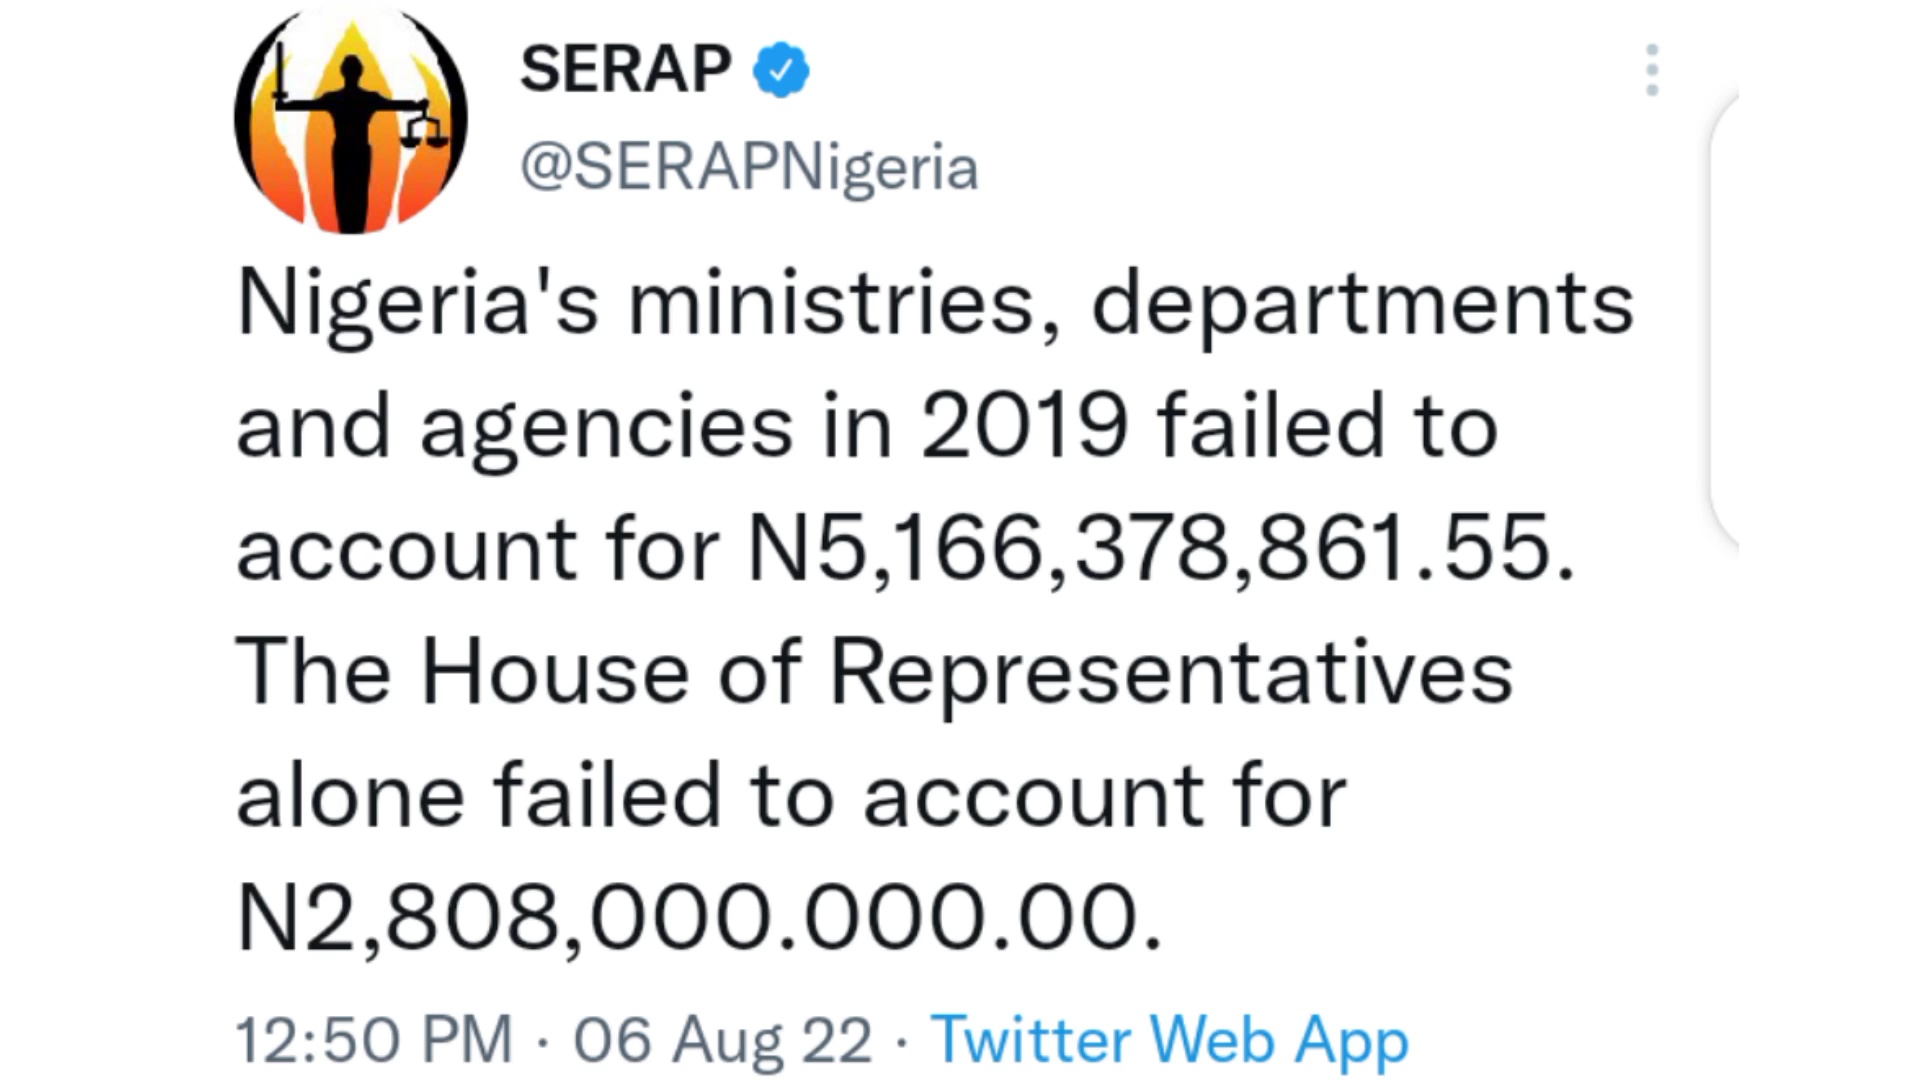 SERAP
@SERAPNigeria
Nigeria's ministries, departments
and agencies in 2019 failed to
account for N5,166,378,861.55.
The House of Representatives
alone failed to account for
N2,808,000.000.00.
12:50 PM · 06 Aug 22 · Twitter Web App